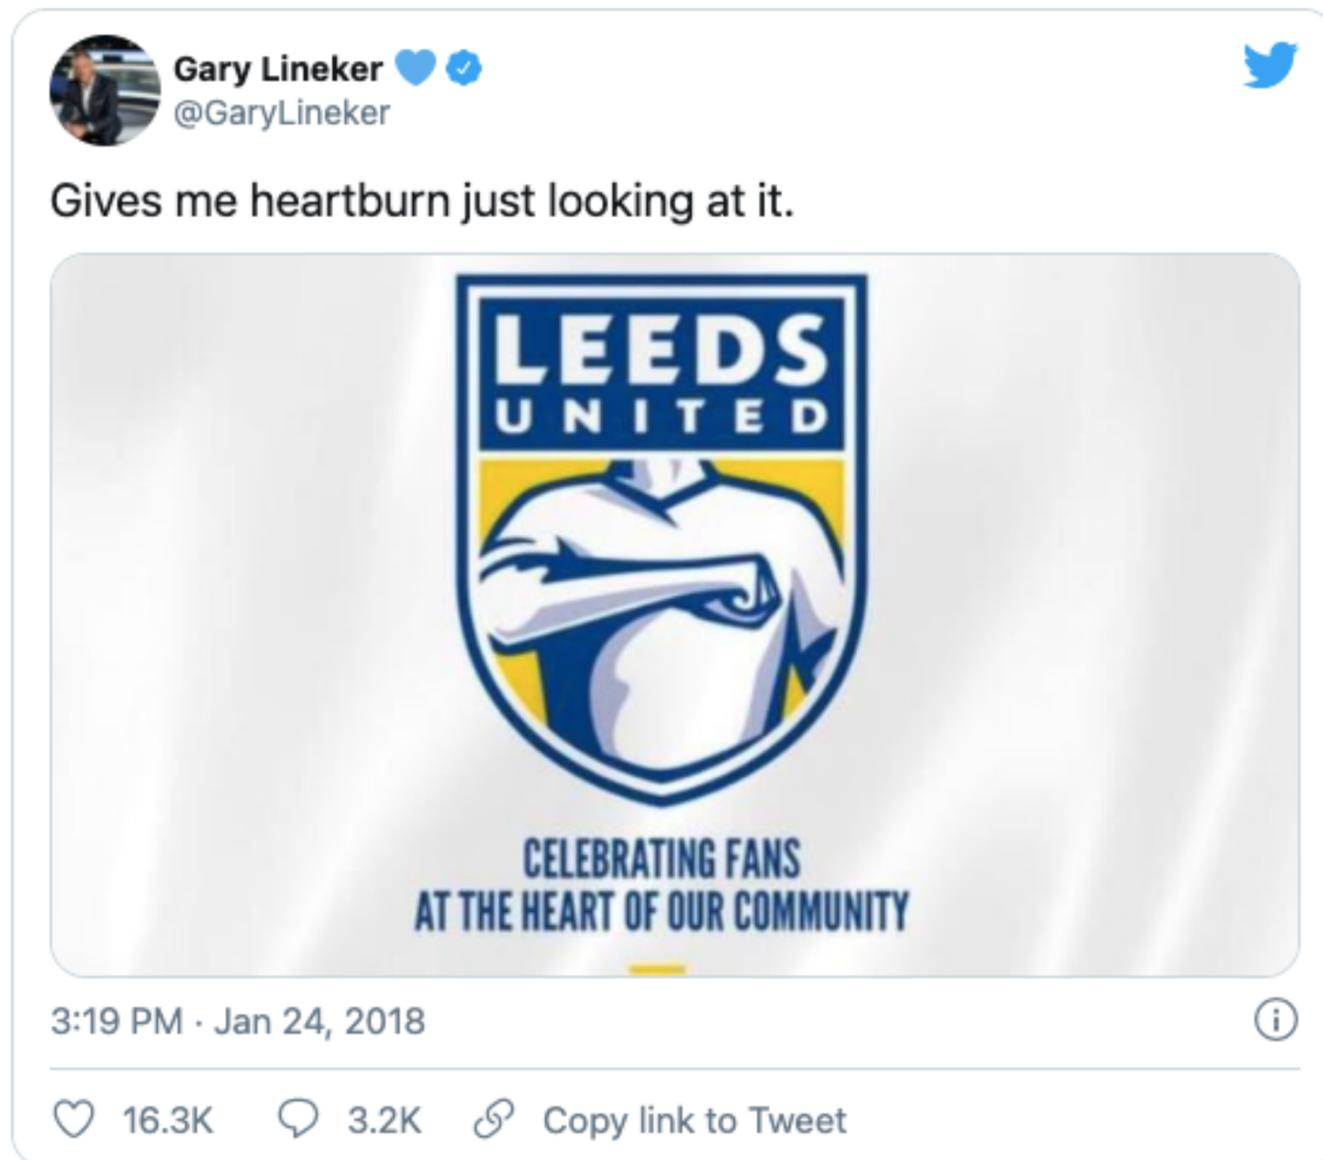 Gary Lineker
@GaryLineker
Gives me heartburn just looking at it.
LEEDS
UNITED
CELEBRATING FANS
AT THE HEART OF OUR COMMUNITY
3:19 PM · Jan 24, 2018
16.3K 3.2K Copy link to Tweet